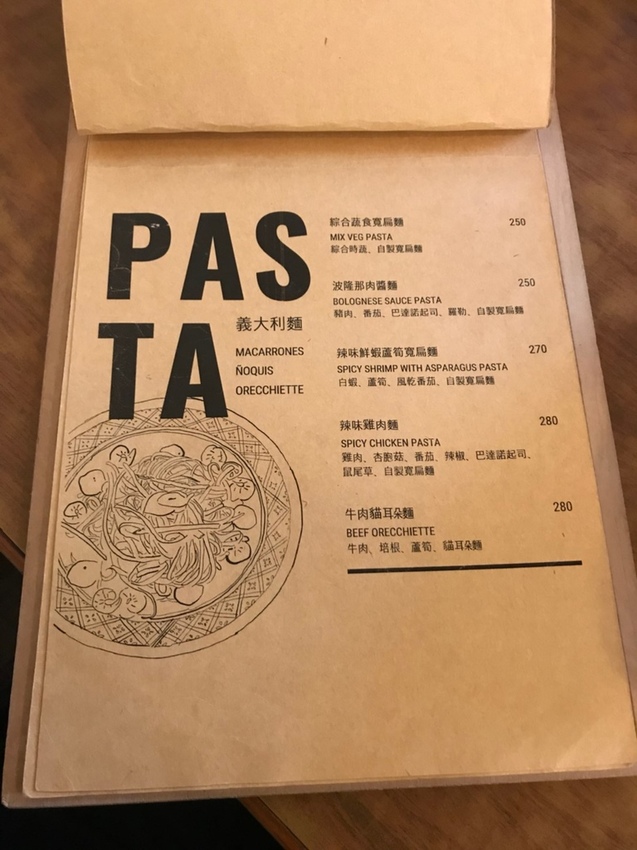 PAS
TA
義大利麵
MACARRONES
ÑOQUIS
ORECCHIETTE
綜合蔬食寬扁麵 250
MIX VEG PASTA
綜合時蔬、自製寬扁麵
波隆那肉醬麵 250
BOLOGNESE SAUCE PASTA
豬肉、番茄、巴達諾起司、羅勒、自製寬扁麵
辣味鮮蝦蘆筍寬扁麵 270
SPICY SHRIMP WITH ASPARAGUS PASTA
白蝦、蘆筍、風乾番茄、自製寬扁麵
辣味雞肉麵 280
SPICY CHICKEN PASTA
雞肉、杏胞菇、番茄、辣椒、巴達諾起司、
鼠尾草、自製寬扁麵
牛肉貓耳朵麵 280
BEEF ORECCHIETTE
牛肉、培根、蘆筍、貓耳朵麵